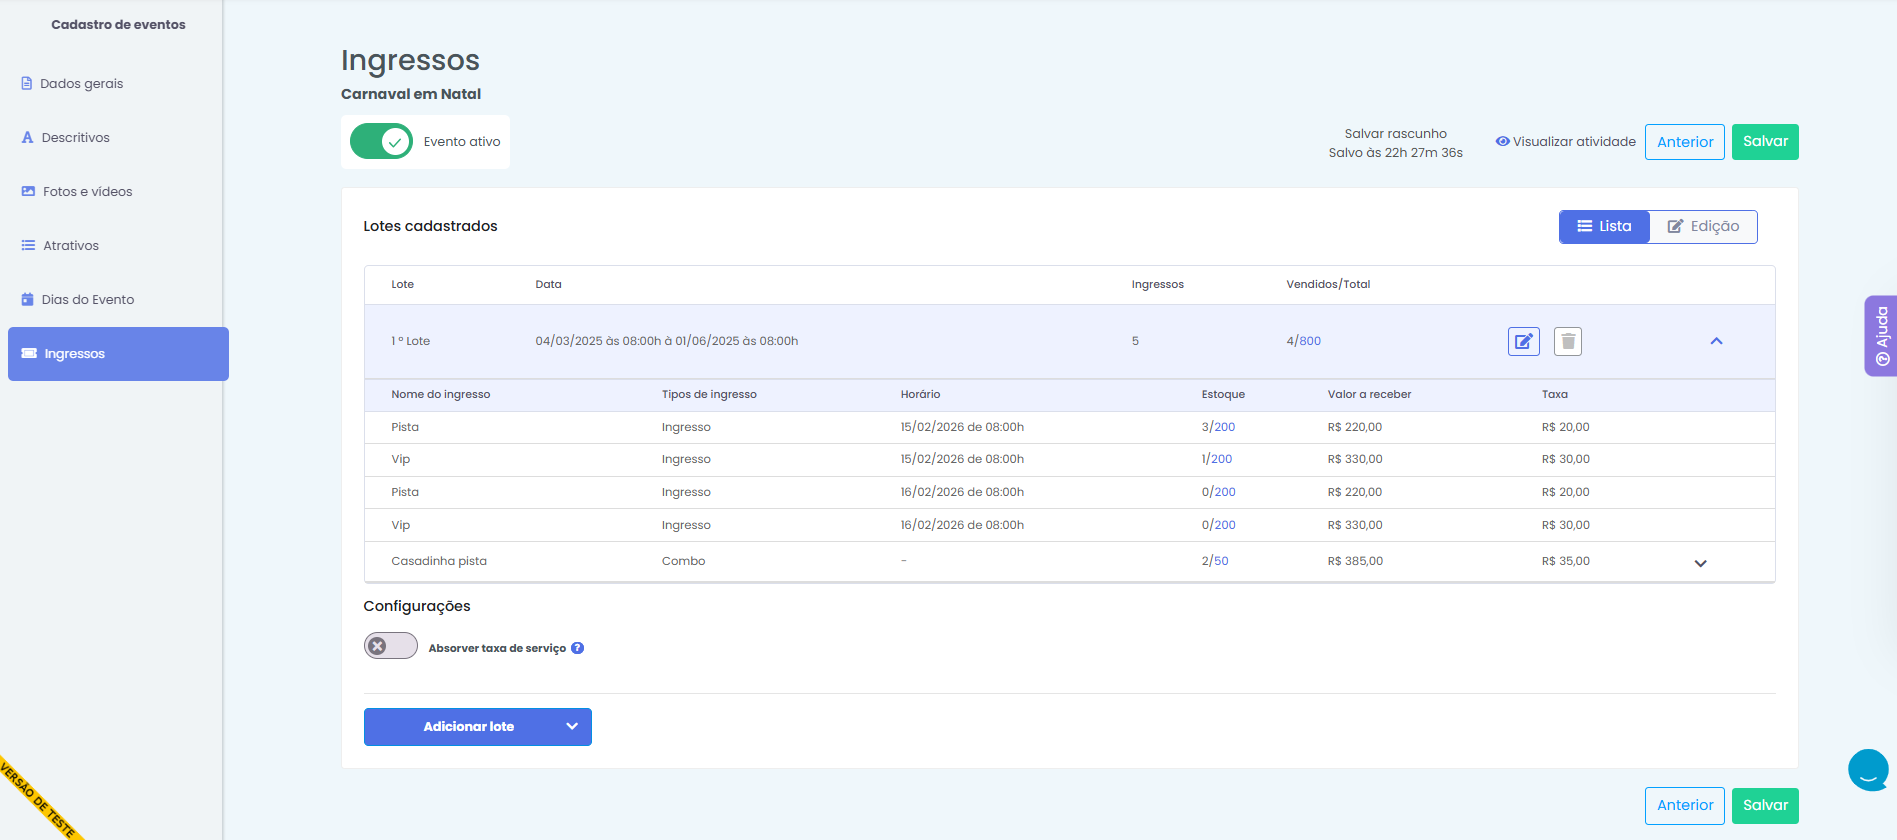 Cadastro de eventos
Dados gerais
Descritivos
Fotos e vídeos
Atrativos
Dias do Evento
Ingressos
Ingressos
Carnaval em Natal
Evento ativo
Salvar rascunho
Salvo às 22h 27m 36s
Visualizar atividade
Anterior
Salvar
Lotes cadastrados
Lista
Edição
Lote Data Ingressos Vendidos/Total
1 º Lote 04/03/2025 às 08:00h à 01/06/2025 às 08:00h 5 4/800
Nome do ingresso Tipos de ingresso Horário Estoque Valor a receber Taxa
Pista Ingresso 15/02/2026 de 08:00h 3/200 R$ 220,00 R$ 20,00
Vip Ingresso 15/02/2026 de 08:00h 1/200 R$ 330,00 R$ 30,00
Pista Ingresso 16/02/2026 de 08:00h 0/200 R$ 220,00 R$ 20,00
Vip Ingresso 16/02/2026 de 08:00h 0/200 R$ 330,00 R$ 30,00
Casadinha pista Combo - 2/50 R$ 385,00 R$ 35,00
Configurações
Absorver taxa de serviço ?
Adicionar lote
Anterior
Salvar
? Ajuda
VERSÃO DE TESTE